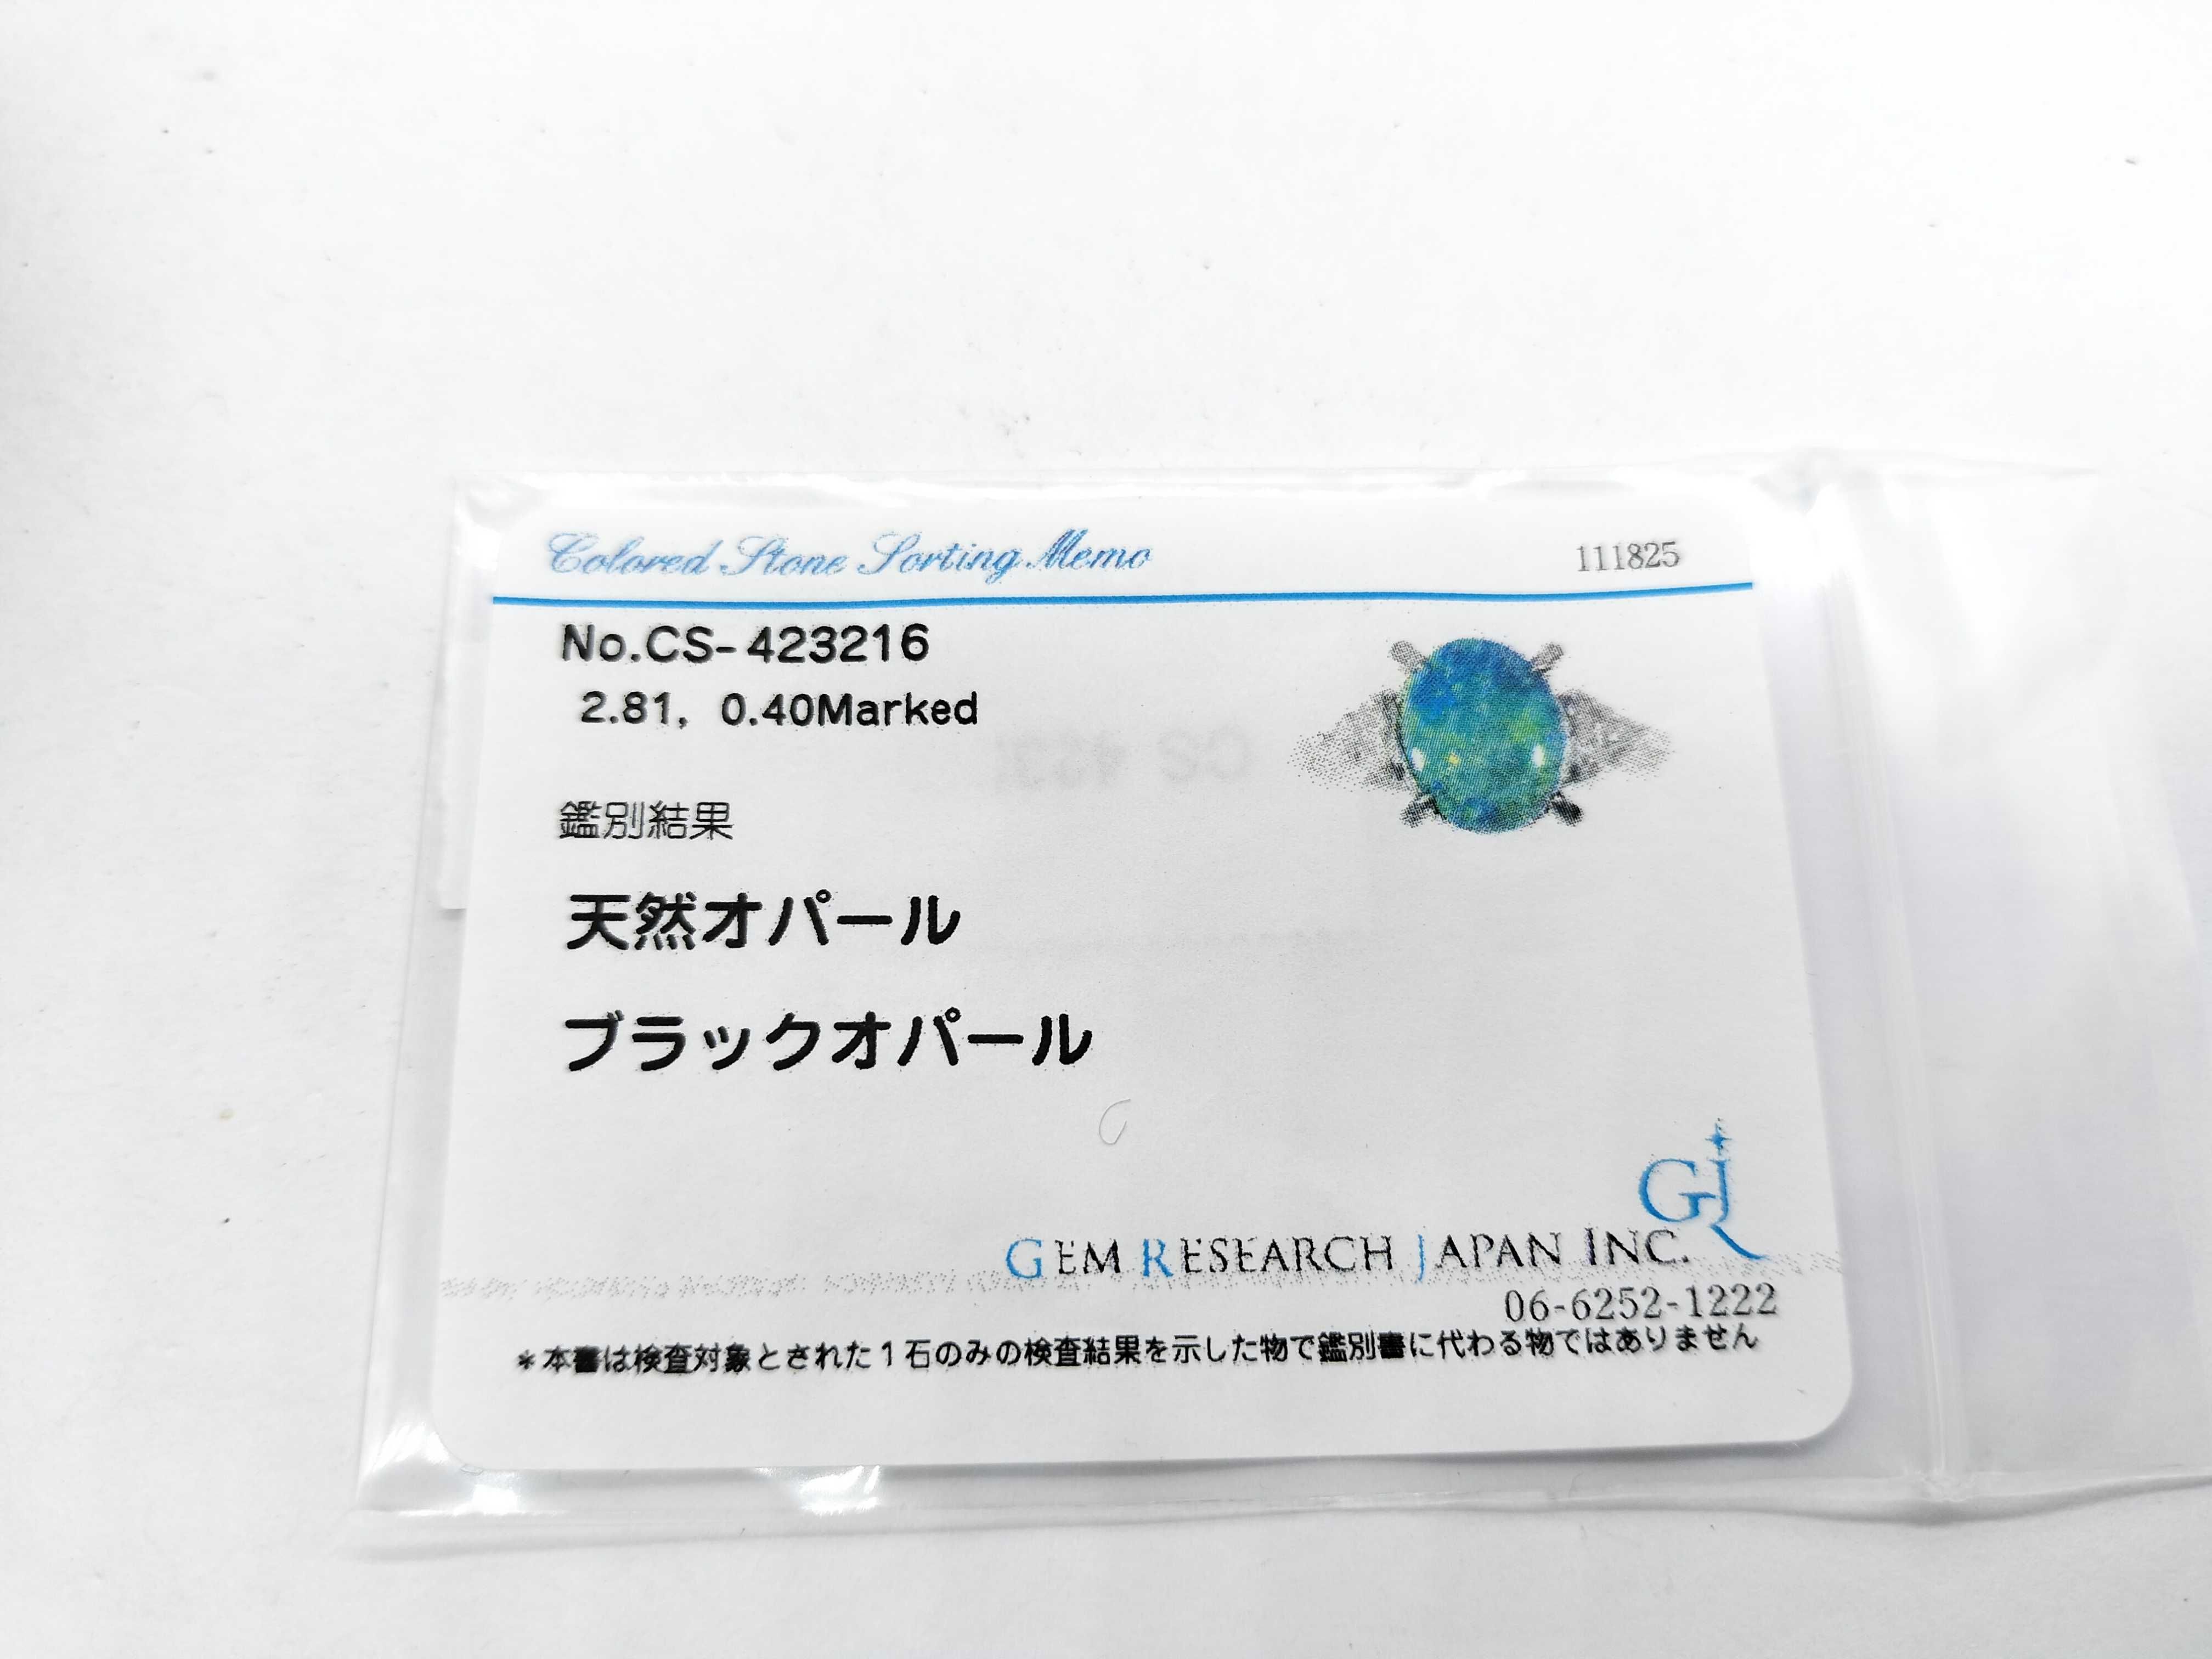 Colored Stone Sorting Memo 111825
No.CS-423216
2.81, 0.40Marked
鑑別結果
天然オパール
ブラックオパール
GJR
GEM RESEARCH JAPAN INC.
06-6252-1222
*本書は検査対象とされた1石のみの検査結果を示した物で鑑別書に代わる物ではありません